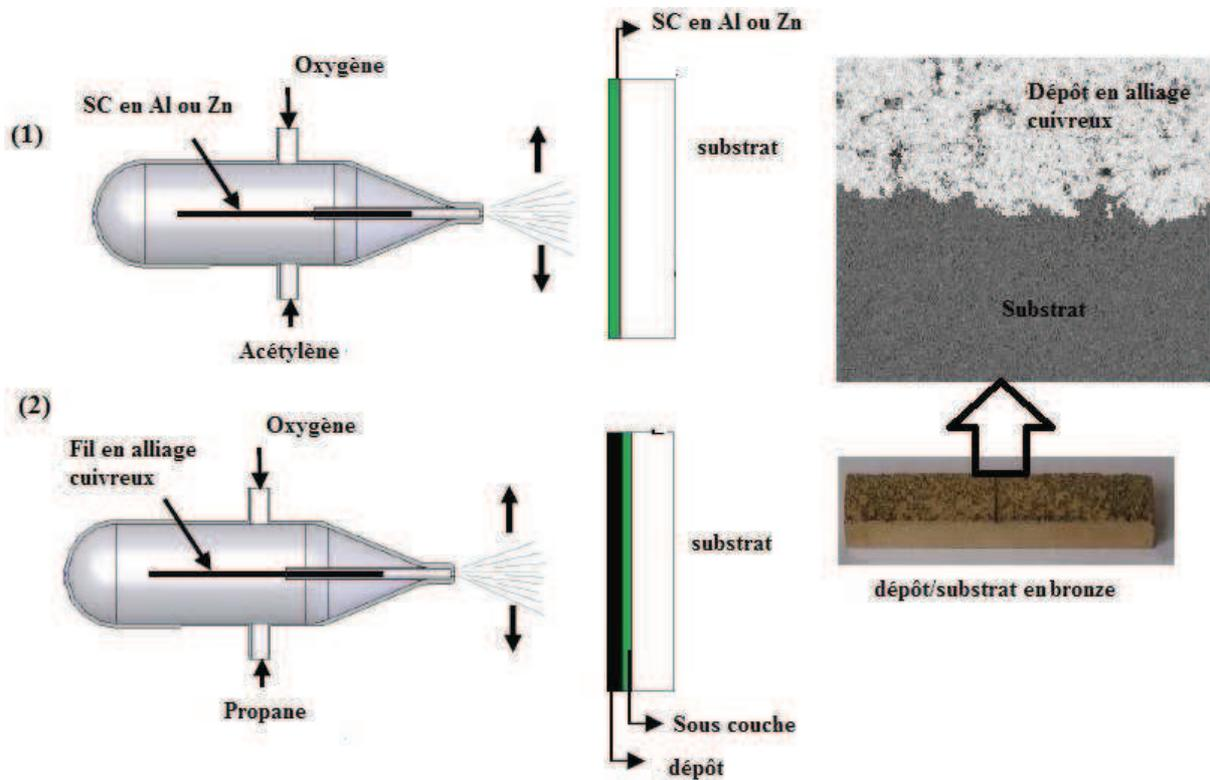 (1)
Oxygène
SC en Al ou Zn
Acétylène
SC en Al ou Zn
substrat
Dépôt en alliage
cuivreux
Substrat
(2)
Oxygène
Fil en alliage
cuivreux
Propane
substrat
Sous couche
dépôt
dépôt/substrat en bronze